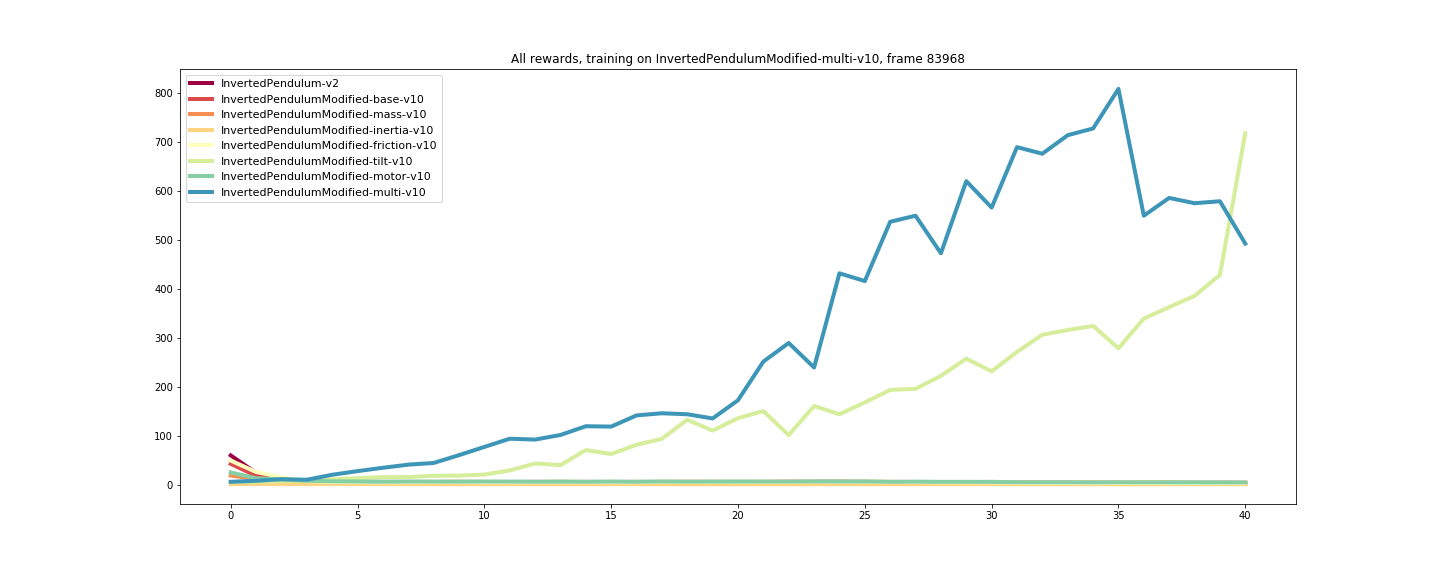 All rewards, training on InvertedPendulumModified-multi-v10, frame 83968
InvertedPendulum-v2
InvertedPendulumModified-base-v10
InvertedPendulumModified-mass-v10
InvertedPendulumModified-inertia-v10
InvertedPendulumModified-friction-v10
InvertedPendulumModified-tilt-v10
InvertedPendulumModified-motor-v10
InvertedPendulumModified-multi-v10
800
700
600
500
400
300
200
100
0
0 5 10 15 20 25 30 35 40